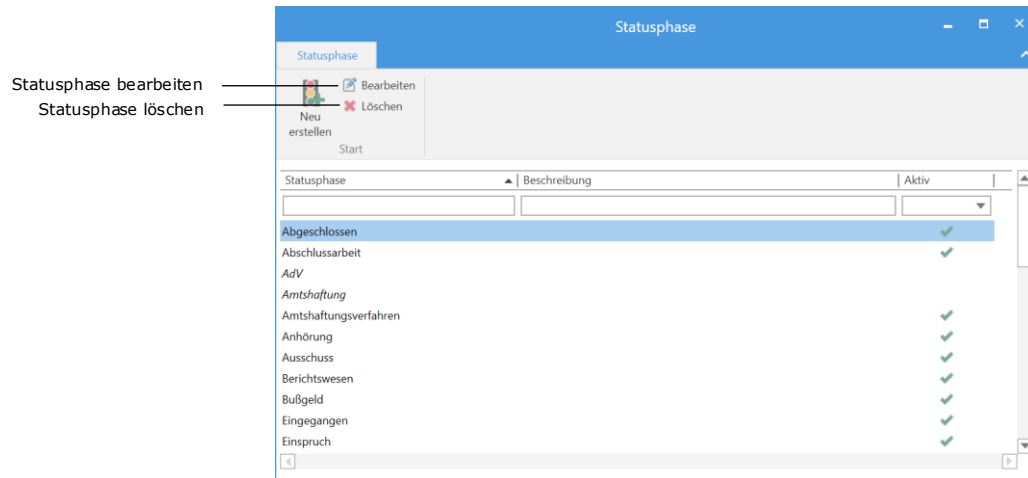 Statusphase
Statusphase
Statusphase bearbeiten
Statusphase löschen
Bearbeiten
Löschen
Neu
erstellen
Start
Statusphase Beschreibung Aktiv
Abgeschlossen
Abschlussarbeit
AdV
Amtshaftung
Amtshaftungsverfahren
Anhörung
Ausschuss
Berichtswesen
Bußgeld
Eingegangen
Einspruch